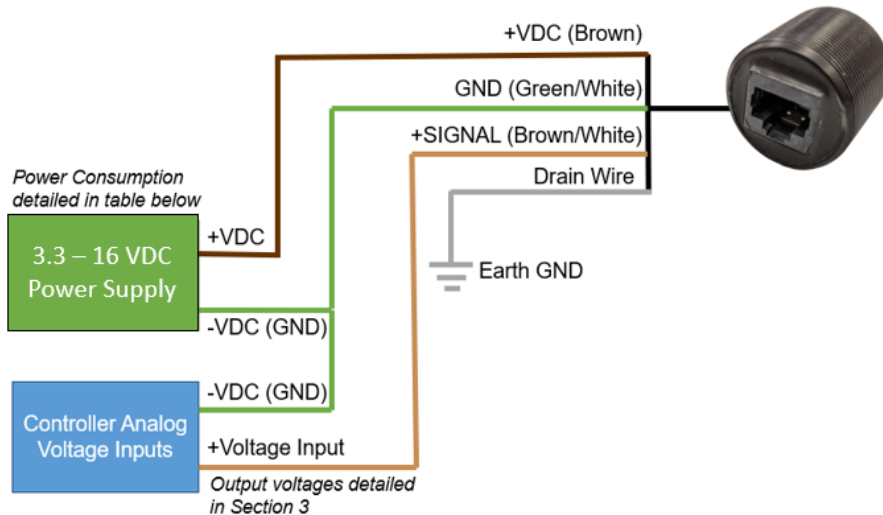 +VDC (Brown)
GND (Green/White)
+SIGNAL (Brown/White)
Drain Wire
Power Consumption
detailed in table below
3.3 – 16 VDC
Power Supply
+VDC
Earth GND
-VDC (GND)
-VDC (GND)
Controller Analog
Voltage Inputs
+Voltage Input
Output voltages detailed
in Section 3